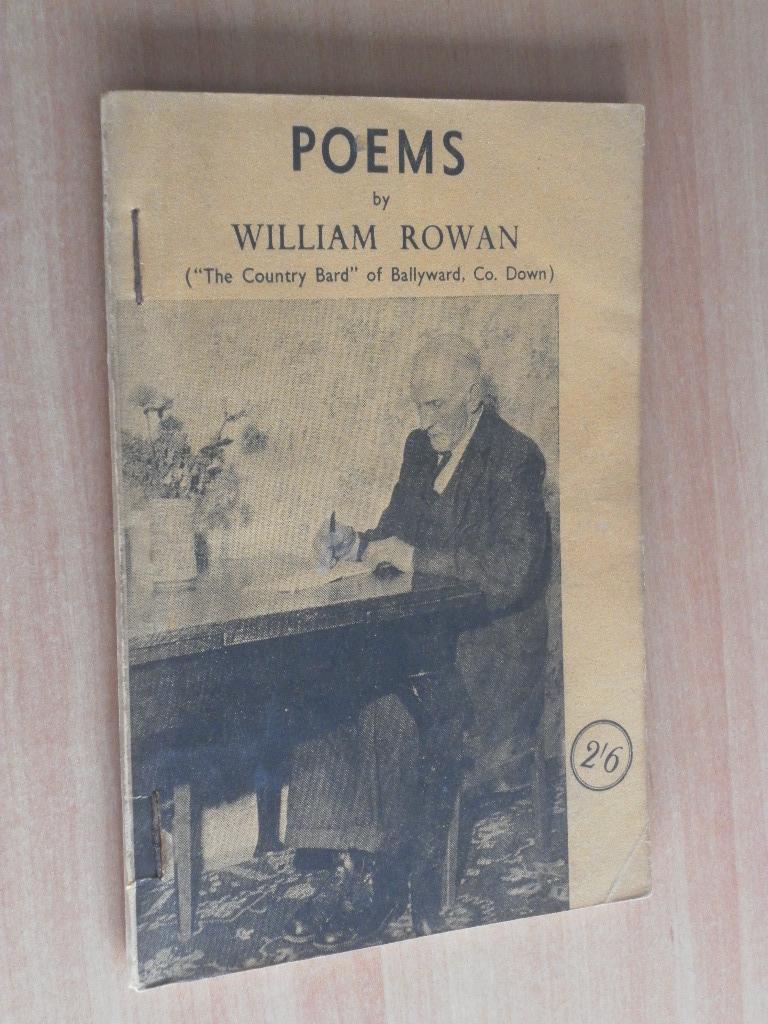 POEMS
by
WILLIAM ROWAN
("The Country Bard" of Ballyward, Co. Down)
2'6